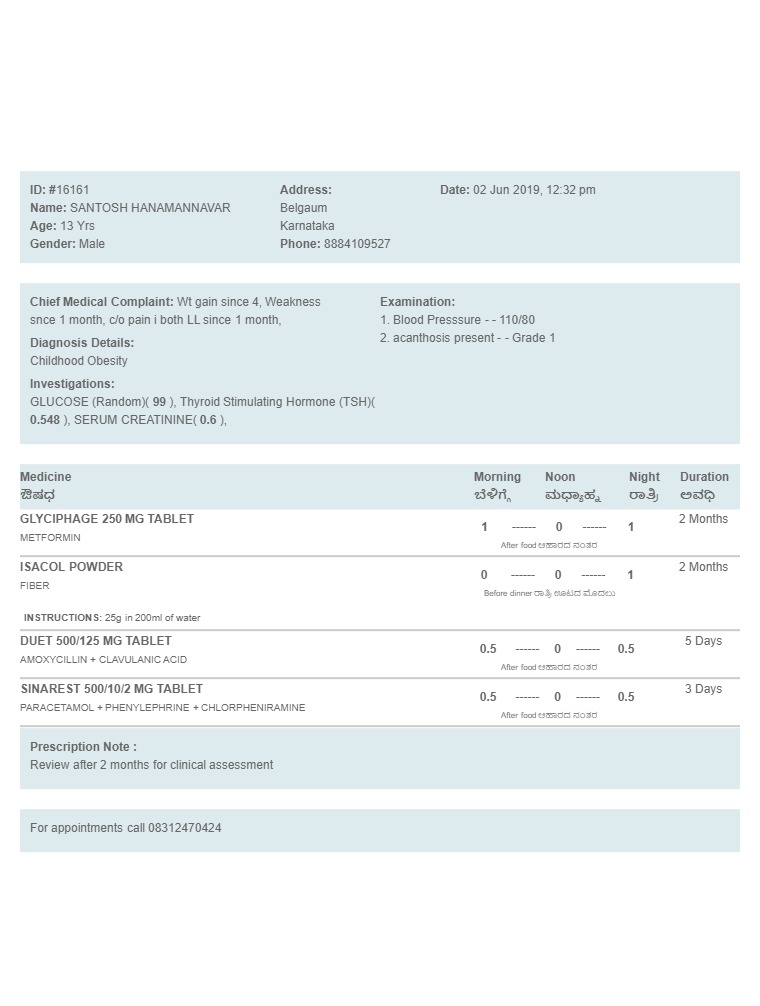 ID: #16161
Name: SANTOSH HANAMANNAVAR
Age: 13 Yrs
Gender: Male
Address:
Belgaum
Karnataka
Phone: 8884109527
Date: 02 Jun 2019, 12:32 pm
Chief Medical Complaint: Wt gain since 4, Weakness
snce 1 month, c/o pain i both LL since 1 month,
Diagnosis Details:
Childhood Obesity
Investigations:
GLUCOSE (Random)( 99 ), Thyroid Stimulating Hormone (TSH)(
0.548 ), SERUM CREATININE( 0.6 ),
Examination:
1. Blood Presssure - - 110/80
2. acanthosis present - - Grade 1
Medicine Morning Noon Night Duration
ಔಷಧ ಬೆಳಿಗ್ಗೆ ಮಧ್ಯಾಹ್ನ ರಾತ್ರಿ ಅವಧಿ
GLYCIPHAGE 250 MG TABLET 2 Months
1 ------ 0 ------ 1
METFORMIN
After food ಆಹಾರದ ನಂತರ
ISACOL POWDER 2 Months
0 ------ 0 ------ 1
FIBER
Before dinner ರಾತ್ರಿ ಊಟದ ಮೊದಲು
INSTRUCTIONS: 25g in 200ml of water
DUET 500/125 MG TABLET 5 Days
0.5 ------ 0 ------ 0.5
AMOXYCILLIN + CLAVULANIC ACID
After food ಆಹಾರದ ನಂತರ
SINAREST 500/10/2 MG TABLET 3 Days
0.5 ------ 0 ------ 0.5
PARACETAMOL + PHENYLEPHRINE + CHLORPHENIRAMINE
After food ಆಹಾರದ ನಂತರ
Prescription Note :
Review after 2 months for clinical assessment
For appointments call 08312470424